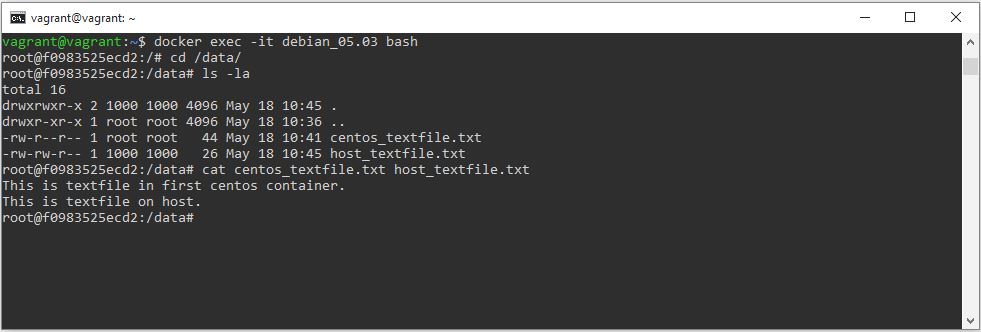 vagrant@vagrant: ~
vagrant@vagrant:~$ docker exec -it debian_05.03 bash
root@f0983525ecd2:/# cd /data/
root@f0983525ecd2:/data# ls -la
total 16
drwxrwxr-x 2 1000 1000 4096 May 18 10:45 .
drwxr-xr-x 1 root root 4096 May 18 10:36 ..
-rw-r--r-- 1 root root   44 May 18 10:41 centos_textfile.txt
-rw-rw-r-- 1 1000 1000   26 May 18 10:45 host_textfile.txt
root@f0983525ecd2:/data# cat centos_textfile.txt host_textfile.txt
This is textfile in first centos container.
This is textfile on host.
root@f0983525ecd2:/data#